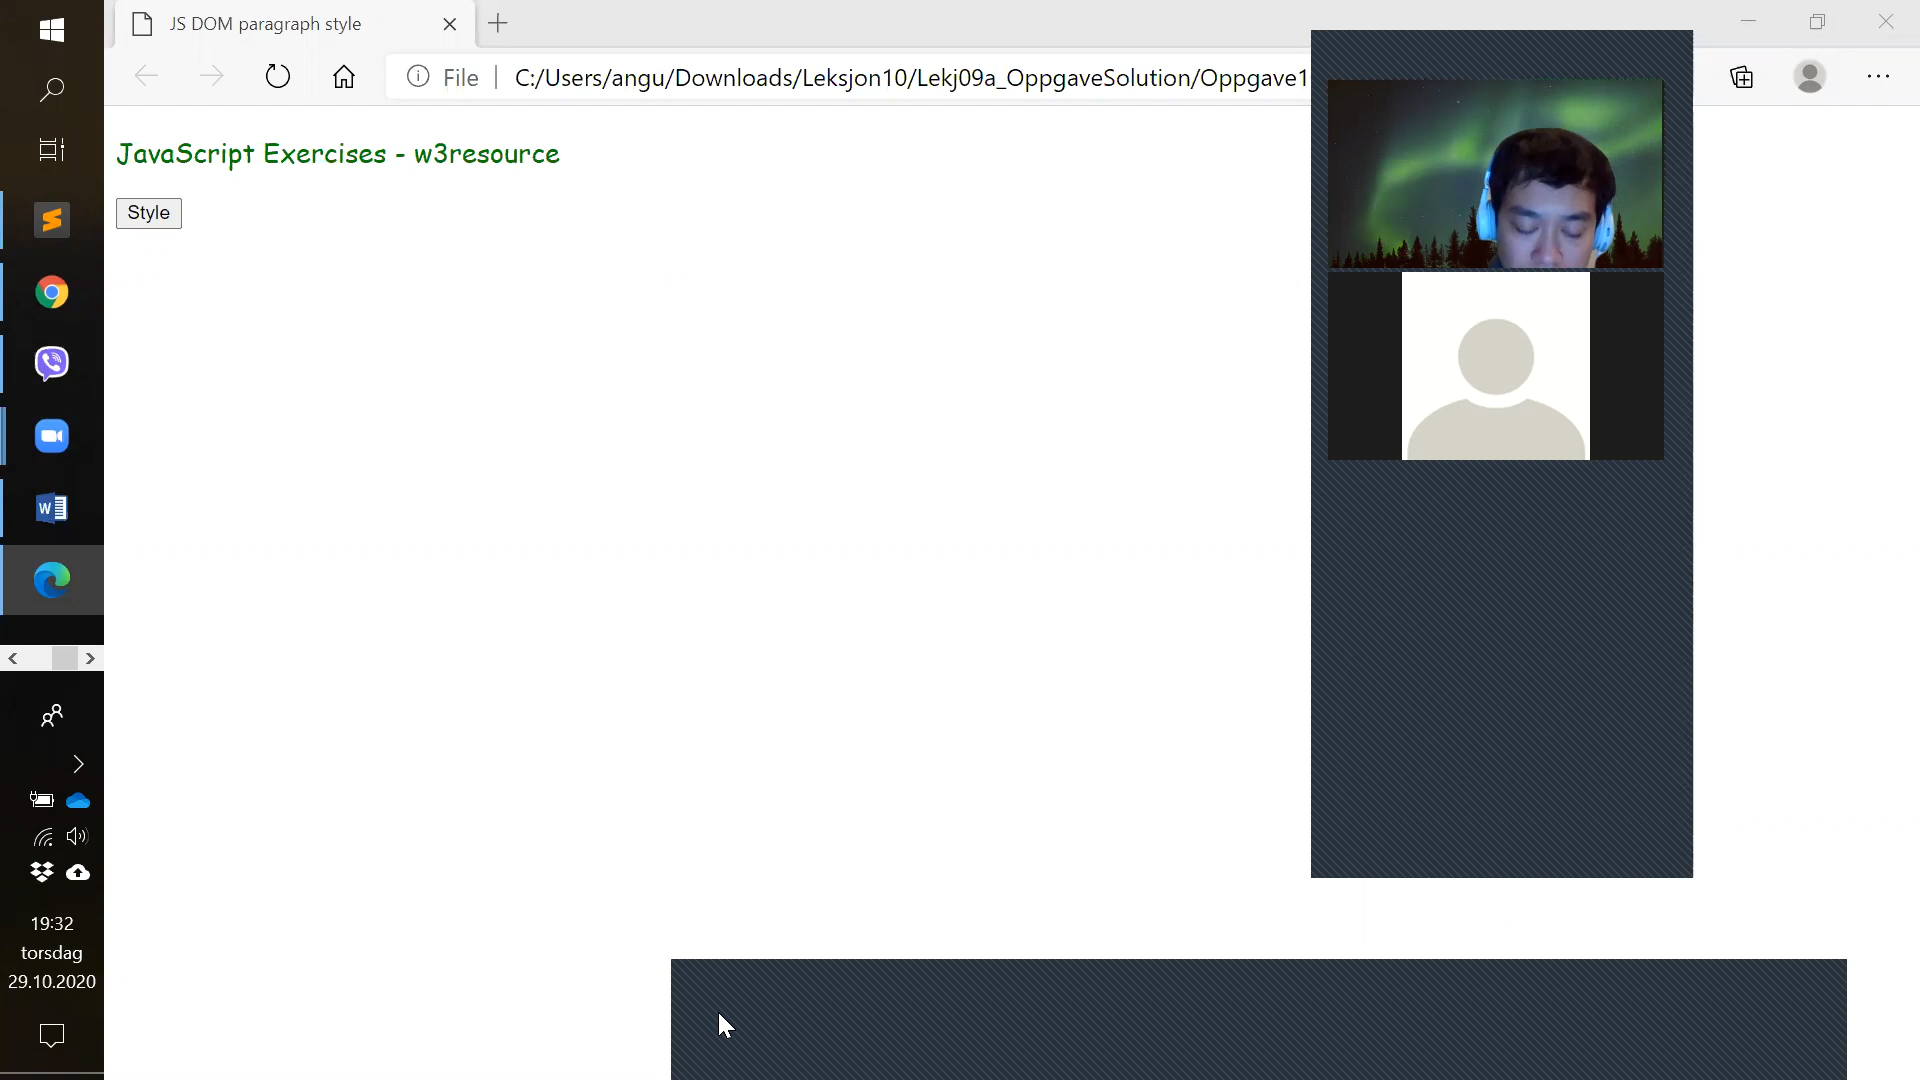 JS DOM paragraph style
File
C:/Users/angu/Downloads/Leksjon10/Lekj09a_OppgaveSolution/Oppgave1
JavaScript Exercises - w3resource
Style
W
19:32
torsdag
29.10.2020